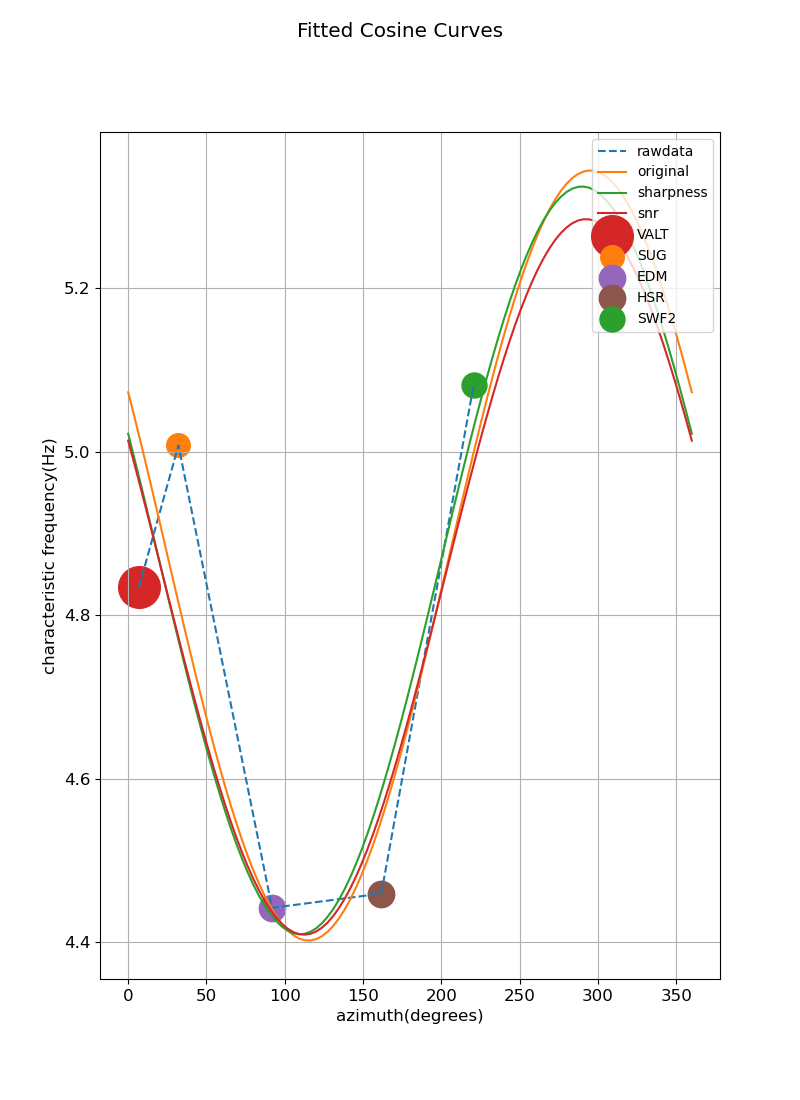 Fitted Cosine Curves
rawdata
original
sharpness
snr
VALT
SUG
EDM
HSR
SWF2
characteristic frequency(Hz)
5.2
5.0
4.8
4.6
4.4
0 50 100 150 200 250 300 350
azimuth(degrees)